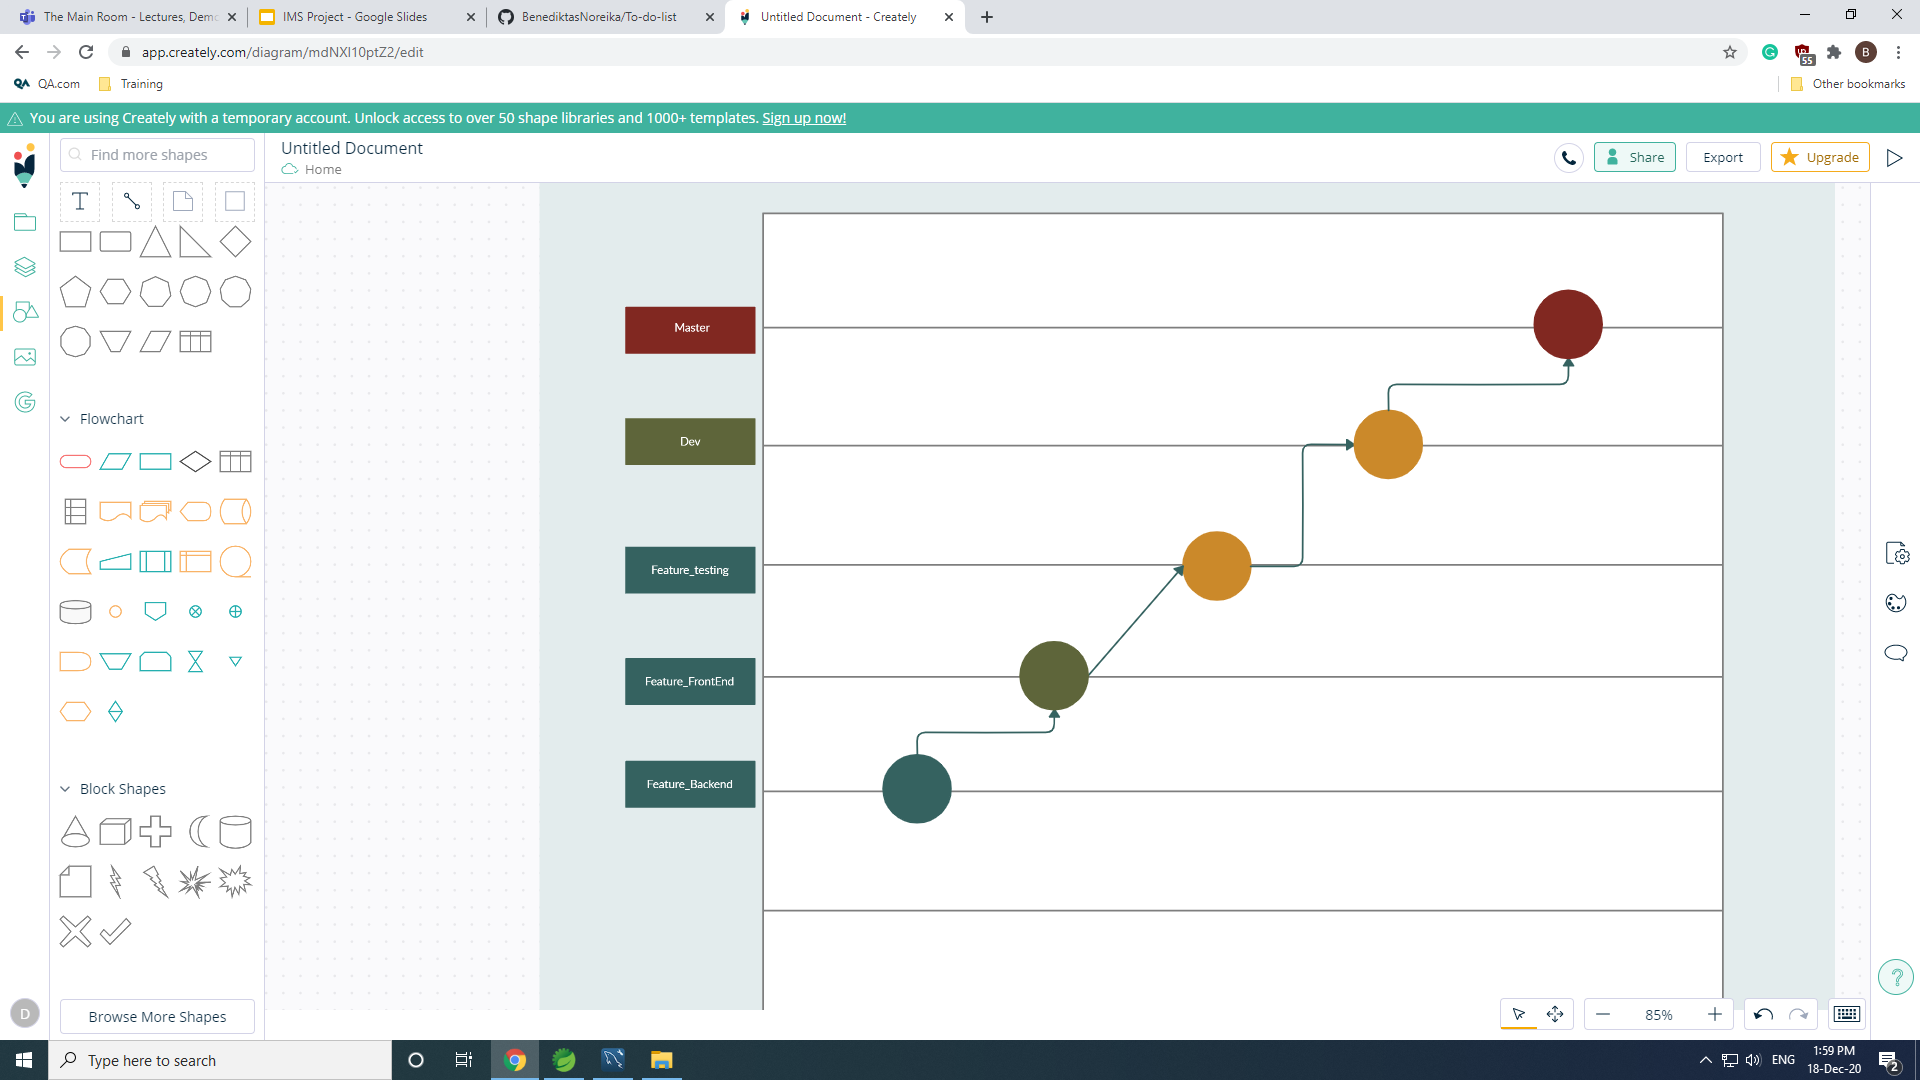 The Main Room - Lectures, Demo
IMS Project - Google Slides
BenediktasNoreika/To-do-list
Untitled Document - Creately
app.creately.com/diagram/mdNXl10ptZ2/edit
55
B
QA QA.com
Training
Other bookmarks
You are using Creately with a temporary account. Unlock access to over 50 shape libraries and 1000+ templates. Sign up now!
Find more shapes
Untitled Document
Home
Share
Export
Upgrade
T
Flowchart
Block Shapes
Browse More Shapes
D
Master
Dev
Feature_testing
Feature_FrontEnd
Feature_Backend
85%
?
Type here to search
ENG
1:59 PM
18-Dec-20
2